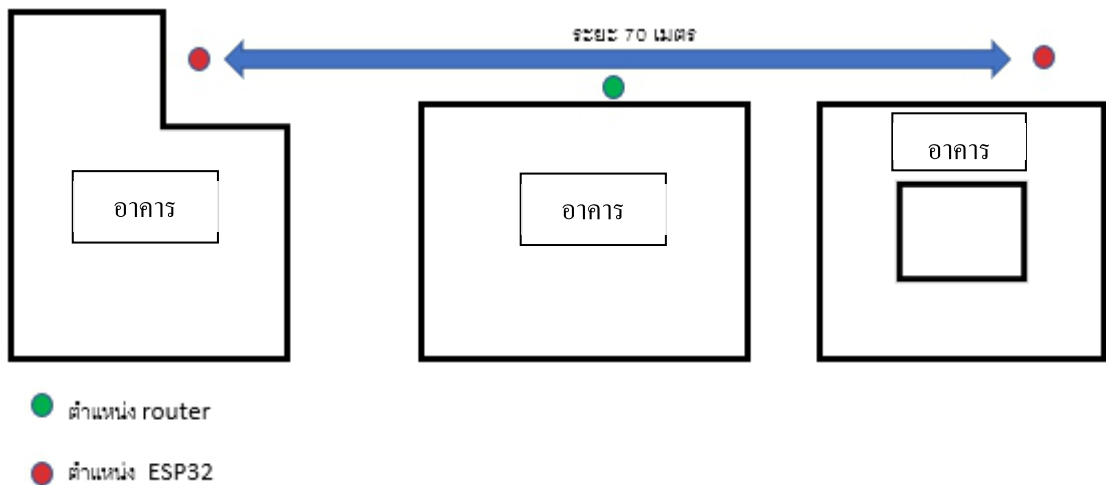 ระยะ 70 เมตร
อาคาร
อาคาร
อาคาร
ตำแหน่ง router
ตำแหน่ง ESP32